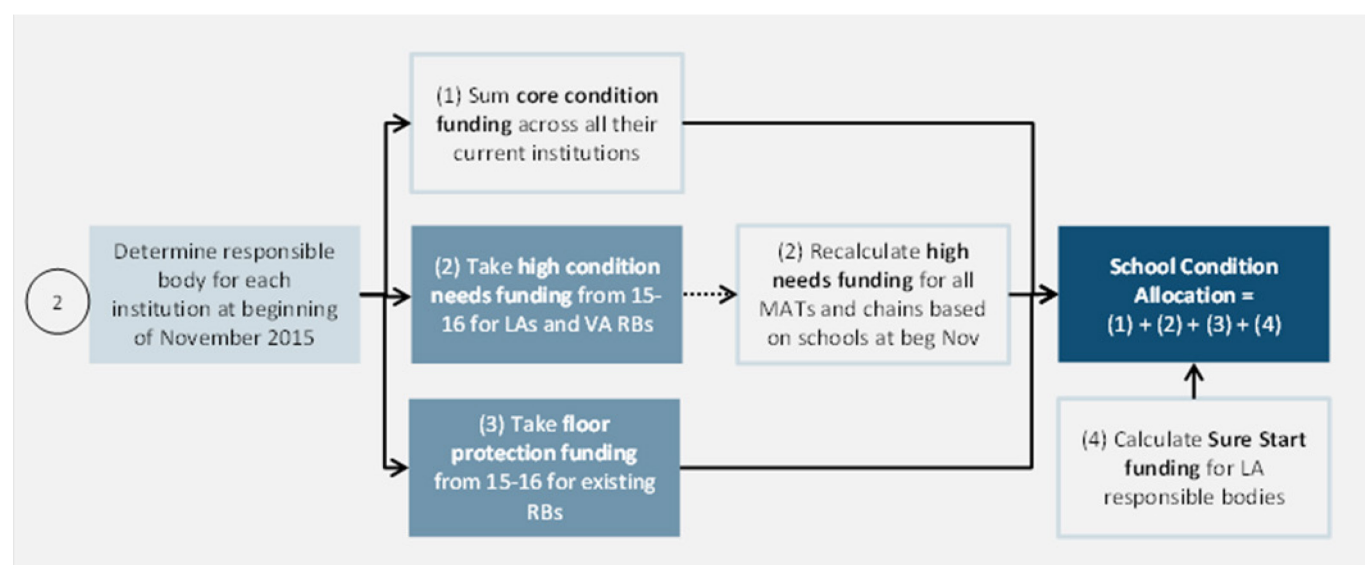 2
Determine responsible
body for each
institution at beginning
of November 2015
(1) Sum core condition
funding across all their
current institutions
(2) Take high condition
needs funding from 15-
16 for LAs and VA RBs
(3) Take floor
protection funding
from 15-16 for existing
RBs
(2) Recalculate high
needs funding for all
MATs and chains based
on schools at beg Nov
School Condition
Allocation =
(1) + (2) + (3) + (4)
(4) Calculate Sure Start
funding for LA
responsible bodies